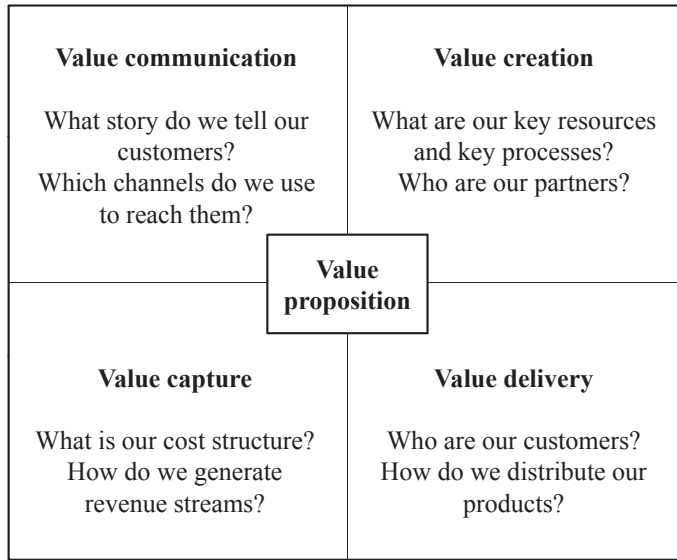 Value communication
What story do we tell our
customers?
Which channels do we use
to reach them?
Value creation
What are our key resources
and key processes?
Who are our partners?
Value
proposition
Value capture
What is our cost structure?
How do we generate
revenue streams?
Value delivery
Who are our customers?
How do we distribute our
products?